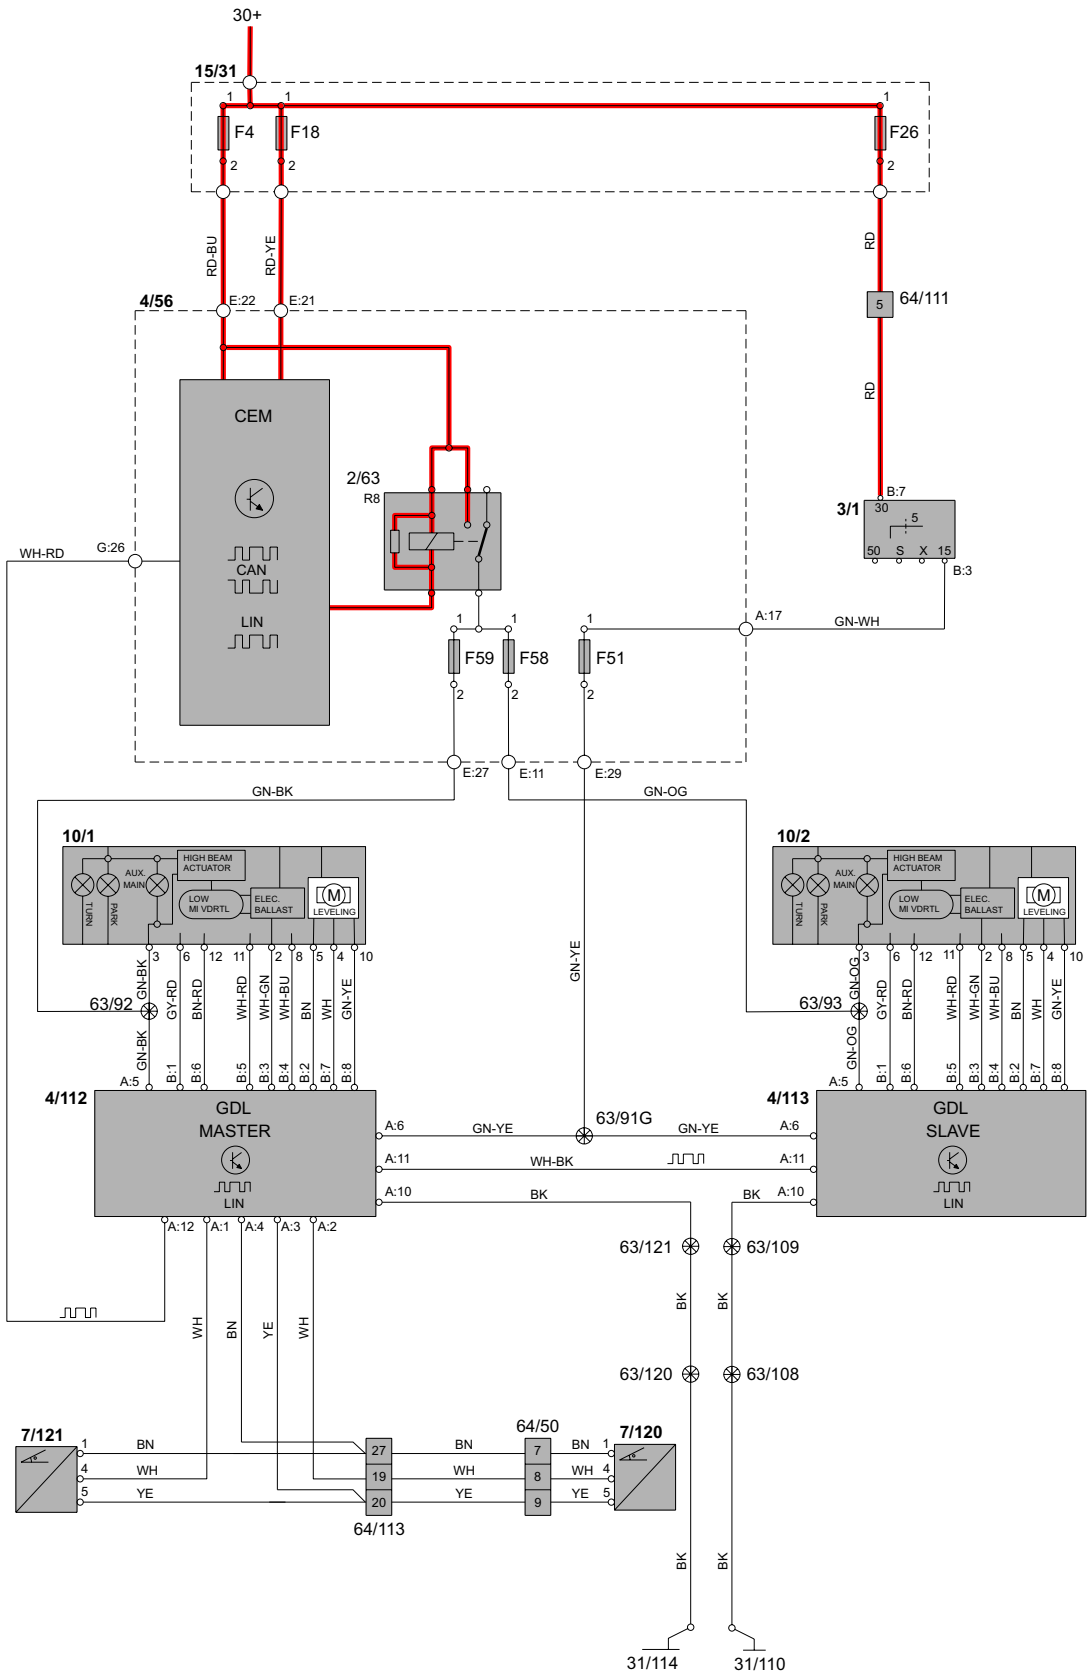 30+
15/31
1 1 1
F4 F18 F26
2 2 2
RD-BU RD-YE RD
4/56 E:22 E:21 5 64/111
RD
CEM
2/63
R8
B:7
3/1 30
5
50 S X 15
B:3
WH-RD G:26
CAN
LIN
A:17
GN-WH
1 1 1
F59 F58 F51
2 2 2
E:27 E:11 E:29
GN-BK GN-OG
10/1 10/2
HIGH BEAM
ACTUATOR
AUX.
MAIN
LOW
MI VDRTL
ELEC.
BALLAST
M
LEVELING
TURN PARK
HIGH BEAM
ACTUATOR
AUX.
MAIN
LOW
MI VDRTL
ELEC.
BALLAST
M
LEVELING
TURN PARK
GN-YE
3 6 12 11 2 8 5 4 10
GN-BK GY-RD BN-RD WH-RD WH-GN WH-BU BN WH GN-YE
63/92
GN-BK
A:5 B:1 B:6 B:5 B:3 B:4 B:2 B:7 B:8
3 6 12 11 2 8 5 4 10
GN-OG GY-RD BN-RD WH-RD WH-GN WH-BU BN WH GN-YE
63/93
GN-OG
A:5 B:1 B:6 B:5 B:3 B:4 B:2 B:7 B:8
4/112 4/113
GDL
MASTER
LIN
GDL
SLAVE
LIN
63/91G
A:6 GN-YE GN-YE A:6
A:11 WH-BK A:11
A:10 BK BK A:10
A:12 A:1 A:4 A:3 A:2
63/121 63/109
WH BN YE WH
BK BK
63/120 63/108
7/121 64/50 7/120
1 BN 27 BN 7 BN 1
4 WH 19 WH 8 WH 4
5 YE 20 YE 9 YE 5
64/113
BK BK
31/114 31/110